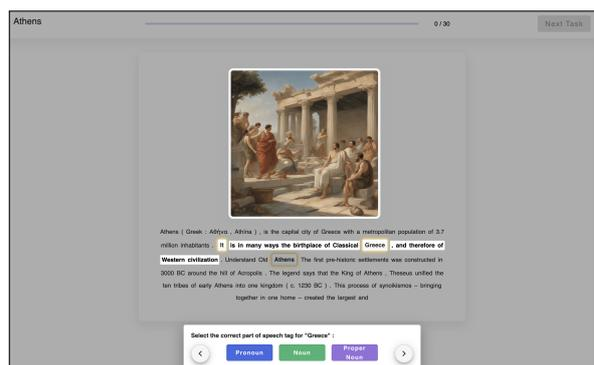 Athens
0 / 30
Next Task
Athens ( Greek : Αθήνα , Athína ) , is the capital city of Greece with a metropolitan population of 3.7
million inhabitants . It is in many ways the birthplace of Classical Greece , and therefore of
Western civilization . Understand Old Athens The first pre-historic settlements was constructed in
3000 BC around the hill of Acropolis . The legend says that the King of Athens , Theseus unified the
ten tribes of early Athens into one kingdom ( c. 1230 BC ) . This process of synoikismos – bringing
together in one home – created the largest and
Select the correct part of speech tag for "Greece" :
Pronoun
Noun
Proper
Noun